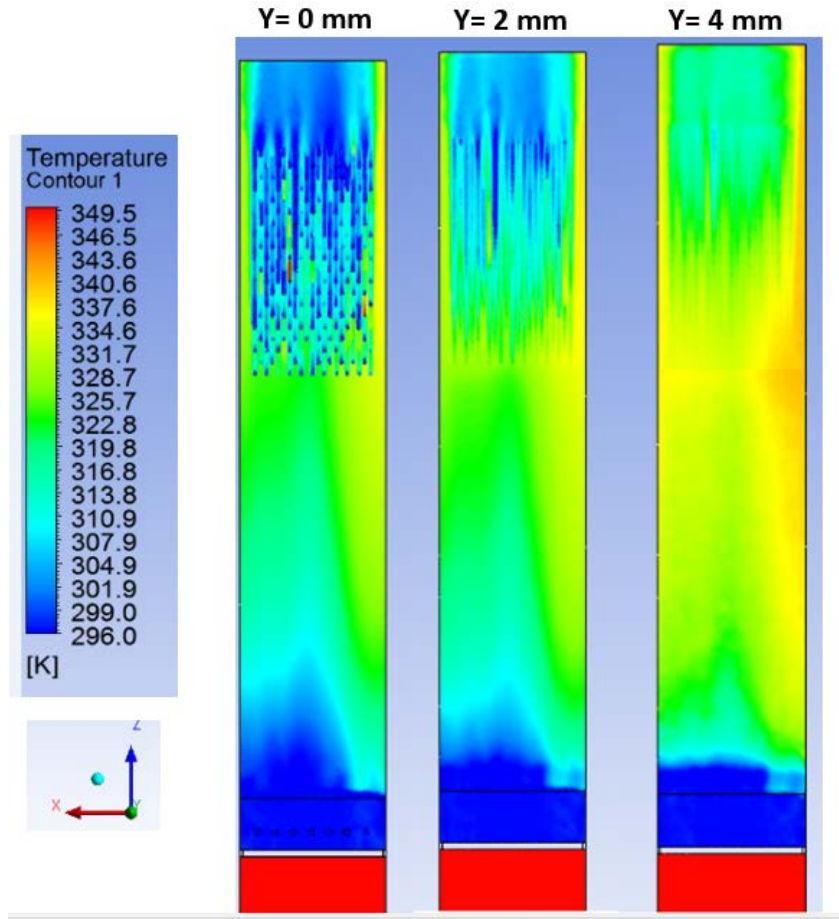 Y= 0 mm
Y= 2 mm
Y= 4 mm
Temperature
Contour 1
349.5
346.5
343.6
340.6
337.6
334.6
331.7
328.7
325.7
322.8
319.8
316.8
313.8
310.9
307.9
304.9
301.9
299.0
296.0
[K]
Z
X
Y